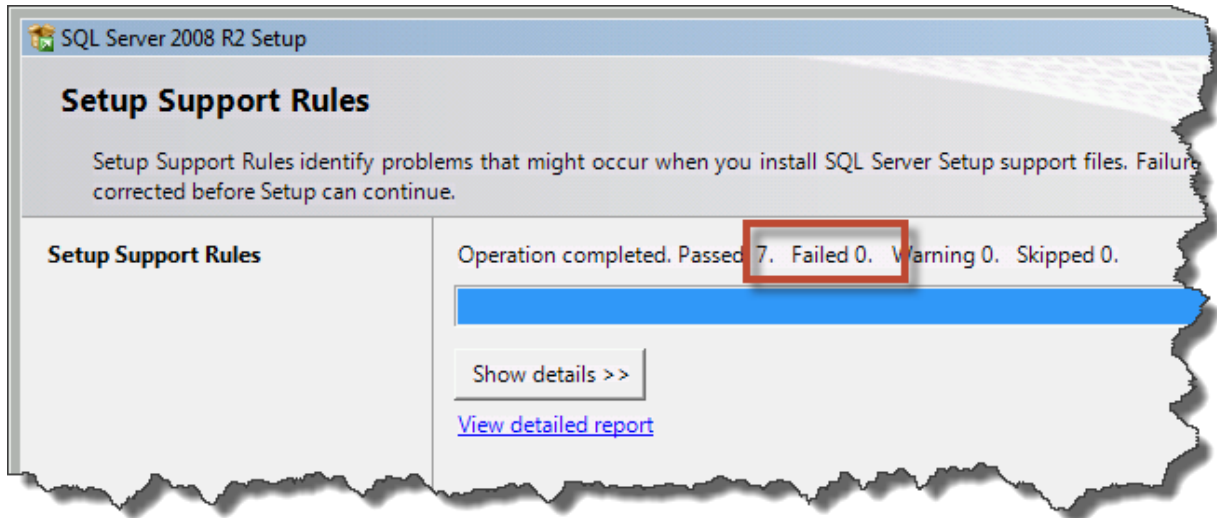 SQL Server 2008 R2 Setup
Setup Support Rules
Setup Support Rules identify problems that might occur when you install SQL Server Setup support files. Failure
corrected before Setup can continue.
Setup Support Rules
Operation completed. Passed 7. Failed 0. Warning 0. Skipped 0.
Show details >>
View detailed report